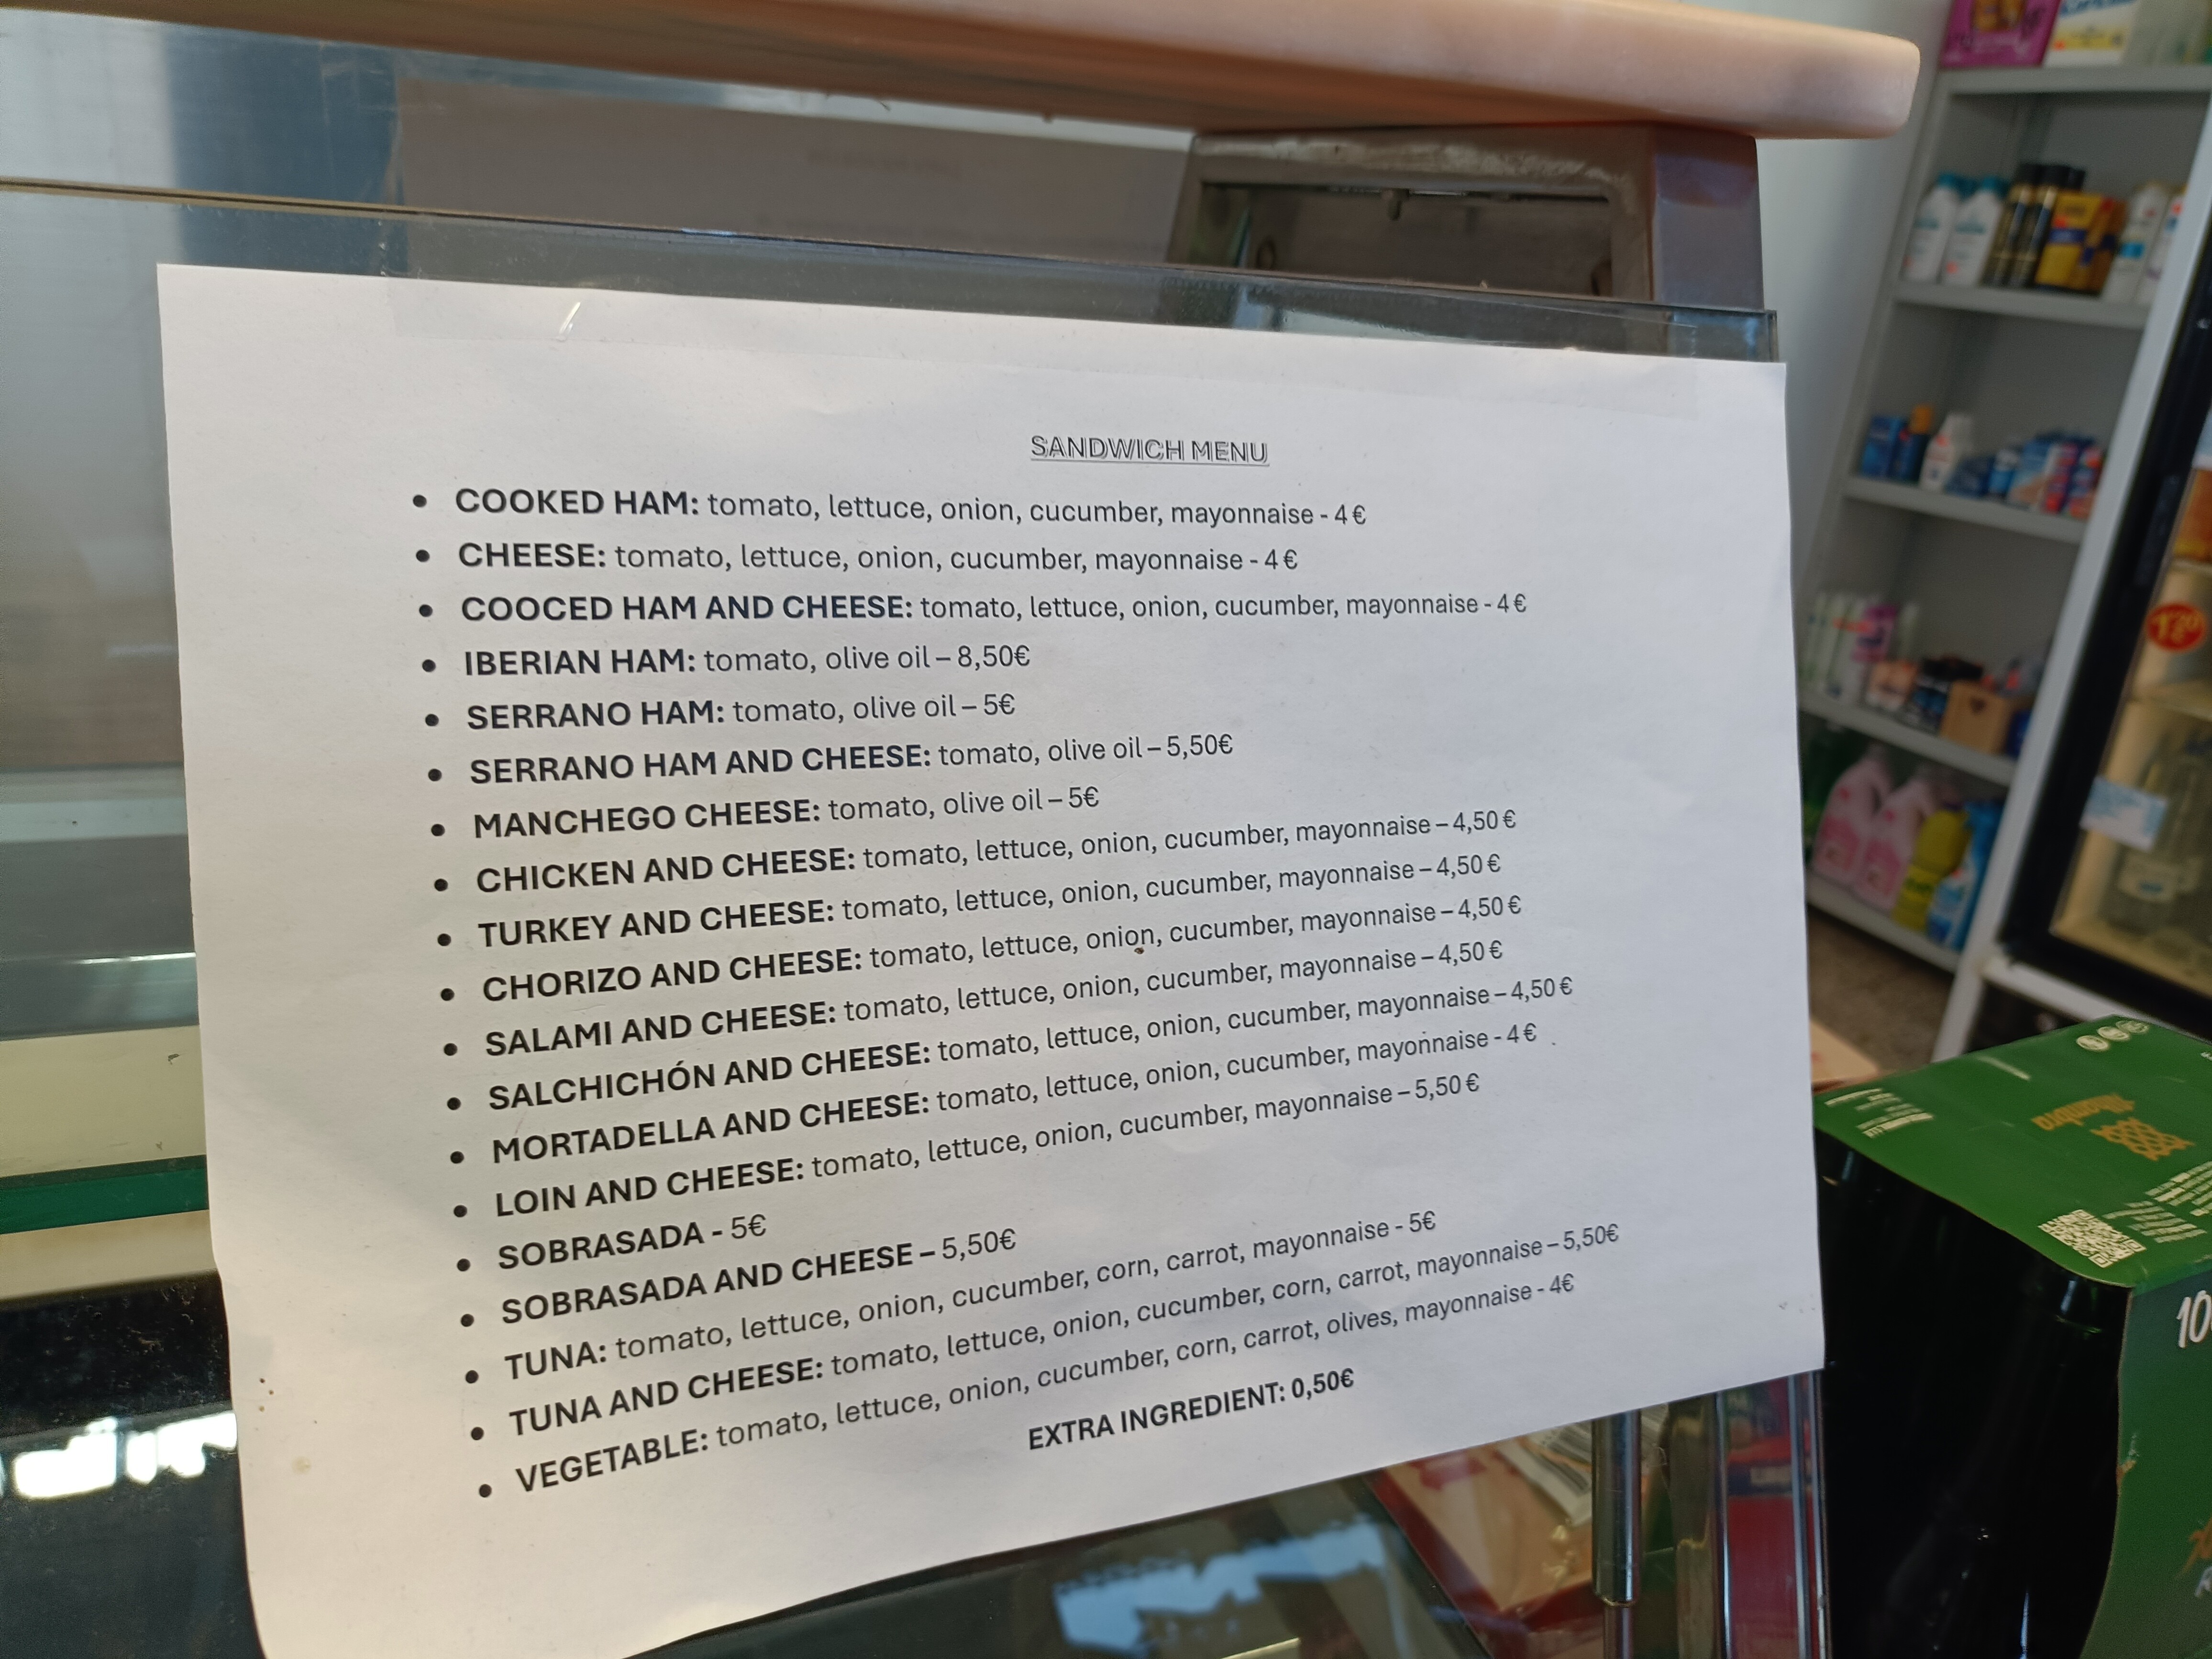 SANDWICH MENU
• COOKED HAM: tomato, lettuce, onion, cucumber, mayonnaise - 4€
• CHEESE: tomato, lettuce, onion, cucumber, mayonnaise - 4€
• COOCED HAM AND CHEESE: tomato, lettuce, onion, cucumber, mayonnaise - 4€
• IBERIAN HAM: tomato, olive oil – 8,50€
• SERRANO HAM: tomato, olive oil – 5€
• SERRANO HAM AND CHEESE: tomato, olive oil – 5,50€
• MANCHEGO CHEESE: tomato, olive oil – 5€
• CHICKEN AND CHEESE: tomato, lettuce, onion, cucumber, mayonnaise – 4,50€
• TURKEY AND CHEESE: tomato, lettuce, onion, cucumber, mayonnaise – 4,50€
• CHORIZO AND CHEESE: tomato, lettuce, onion, cucumber, mayonnaise – 4,50€
• SALAMI AND CHEESE: tomato, lettuce, onion, cucumber, mayonnaise – 4,50€
• SALCHICHÓN AND CHEESE: tomato, lettuce, onion, cucumber, mayonnaise – 4,50€
• MORTADELLA AND CHEESE: tomato, lettuce, onion, cucumber, mayonnaise - 4€
• LOIN AND CHEESE: tomato, lettuce, onion, cucumber, mayonnaise – 5,50€
• SOBRASADA - 5€
• SOBRASADA AND CHEESE – 5,50€
• TUNA: tomato, lettuce, onion, cucumber, corn, carrot, mayonnaise - 5€
• TUNA AND CHEESE: tomato, lettuce, onion, cucumber, corn, carrot, mayonnaise – 5,50€
• VEGETABLE: tomato, lettuce, onion, cucumber, corn, carrot, olives, mayonnaise - 4€
EXTRA INGREDIENT: 0,50€
Alhambra
10